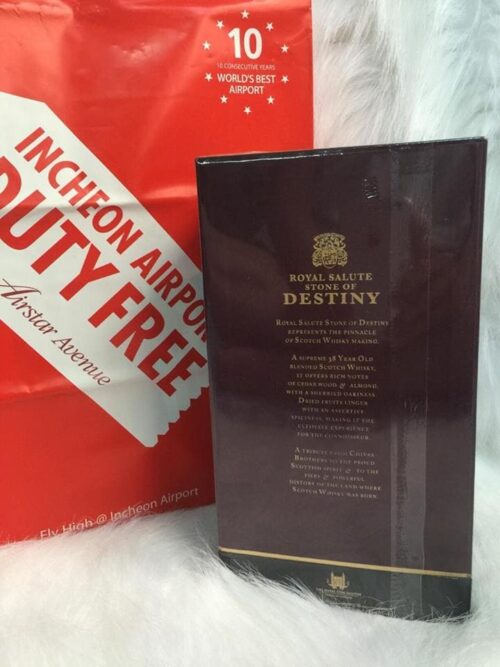 10
10 CONSECUTIVE YEARS
WORLD'S BEST
AIRPORT
INCHEON AIRPOR
DUTY FREE
Airstar Avenue
Fly High @ Incheon Airport
ROYAL SALUTE
STONE OF
DESTINY
ROYAL SALUTE STONE OF DESTINY
REPRESENTS THE PINNACLE
OF SCOTCH WHISKY MAKING.
A SUPREME 38 YEAR OLD
BLENDED SCOTCH WHISKY,
IT OFFERS RICH NOTES
OF CEDAR WOOD & ALMOND,
WITH A SHERRIED OAKINESS.
DRIED FRUITS LINGER
WITH AN ASSERTIVE
SPICINESS, MAKING IT THE
ULTIMATE EXPERIENCE
FOR THE CONNOISSEUR.
A TRIBUTE FROM CHIVAS
BROTHERS TO THE PROUD
SCOTTISH SPIRIT & TO THE
& POWERFUL
HISTORY OF THE LAND WHERE
SCOTCH WHISKY WAS BORN.